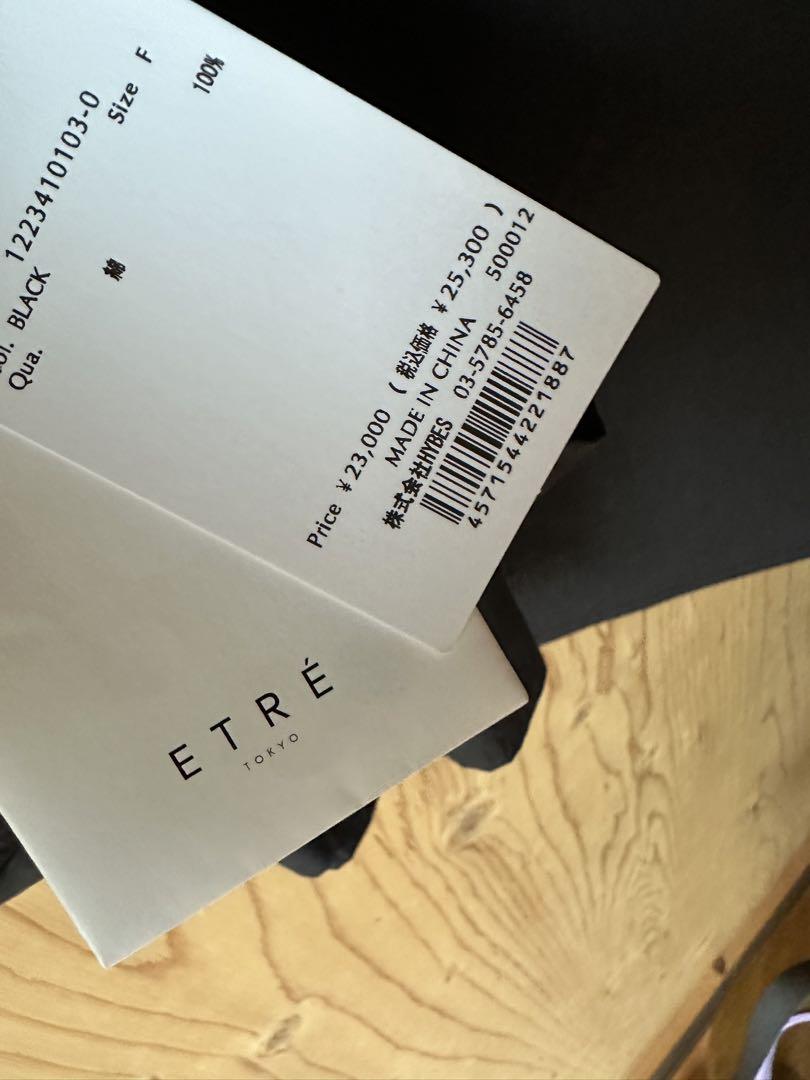 1223410103-0
Col. BLACK Size F
Qua.
綿 100%
Price ¥23,000 ( 税込価格 ¥25,300 )
MADE IN CHINA 500012
株式会社HYBES 03-5785-6458
4571544221887
ETRÉ
TOKYO